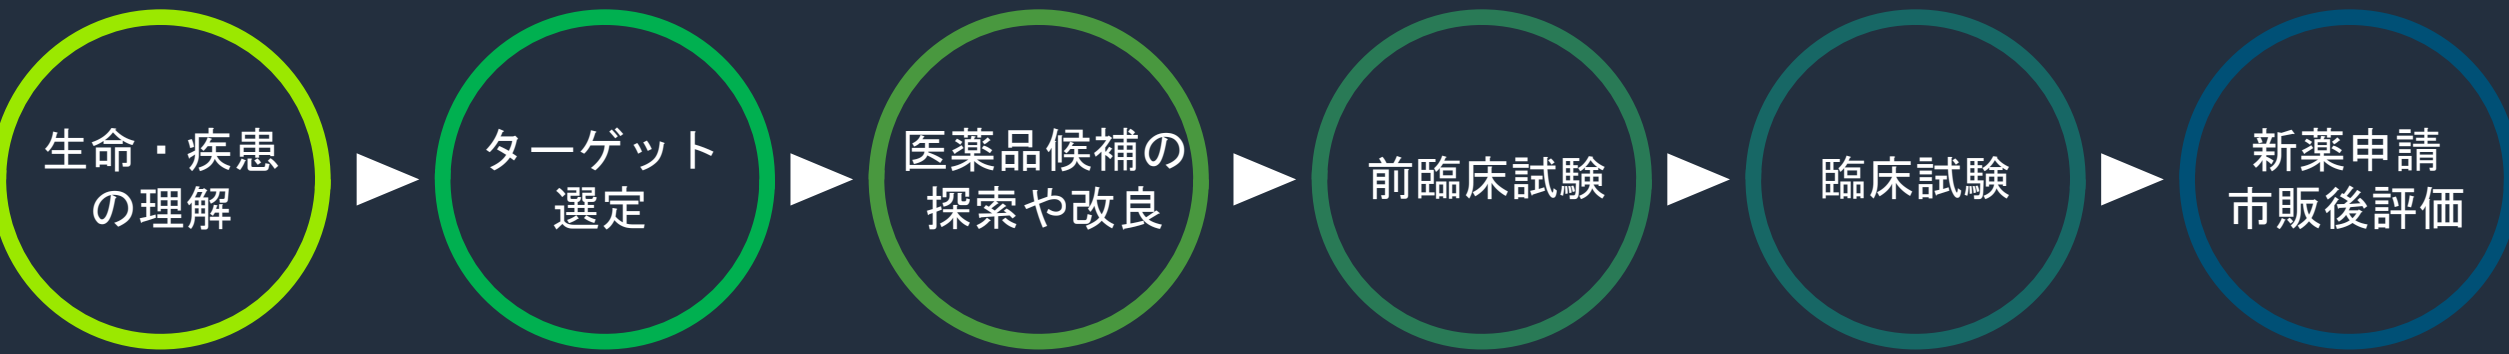 生命・疾患
の理解
ターゲット
選定
医薬品候補の
探索や改良
前臨床試験
臨床試験
新薬申請
市販後評価